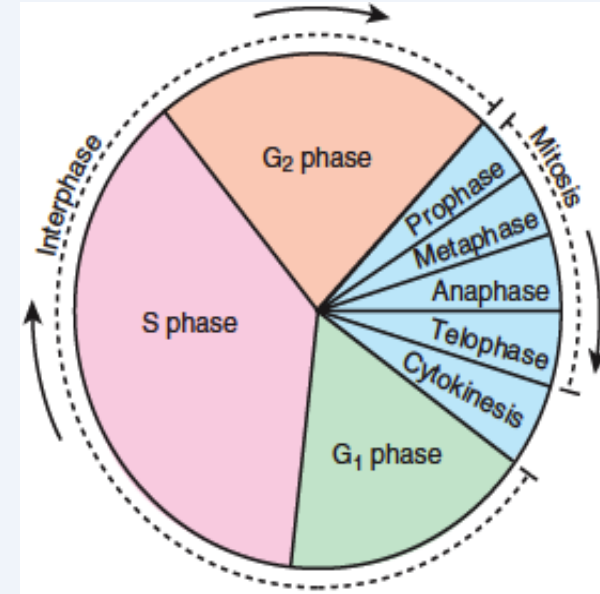 G₂ phase
Interphase
Mitosis
Prophase
Metaphase
Anaphase
S phase
Telophase
Cytokinesis
G₁ phase